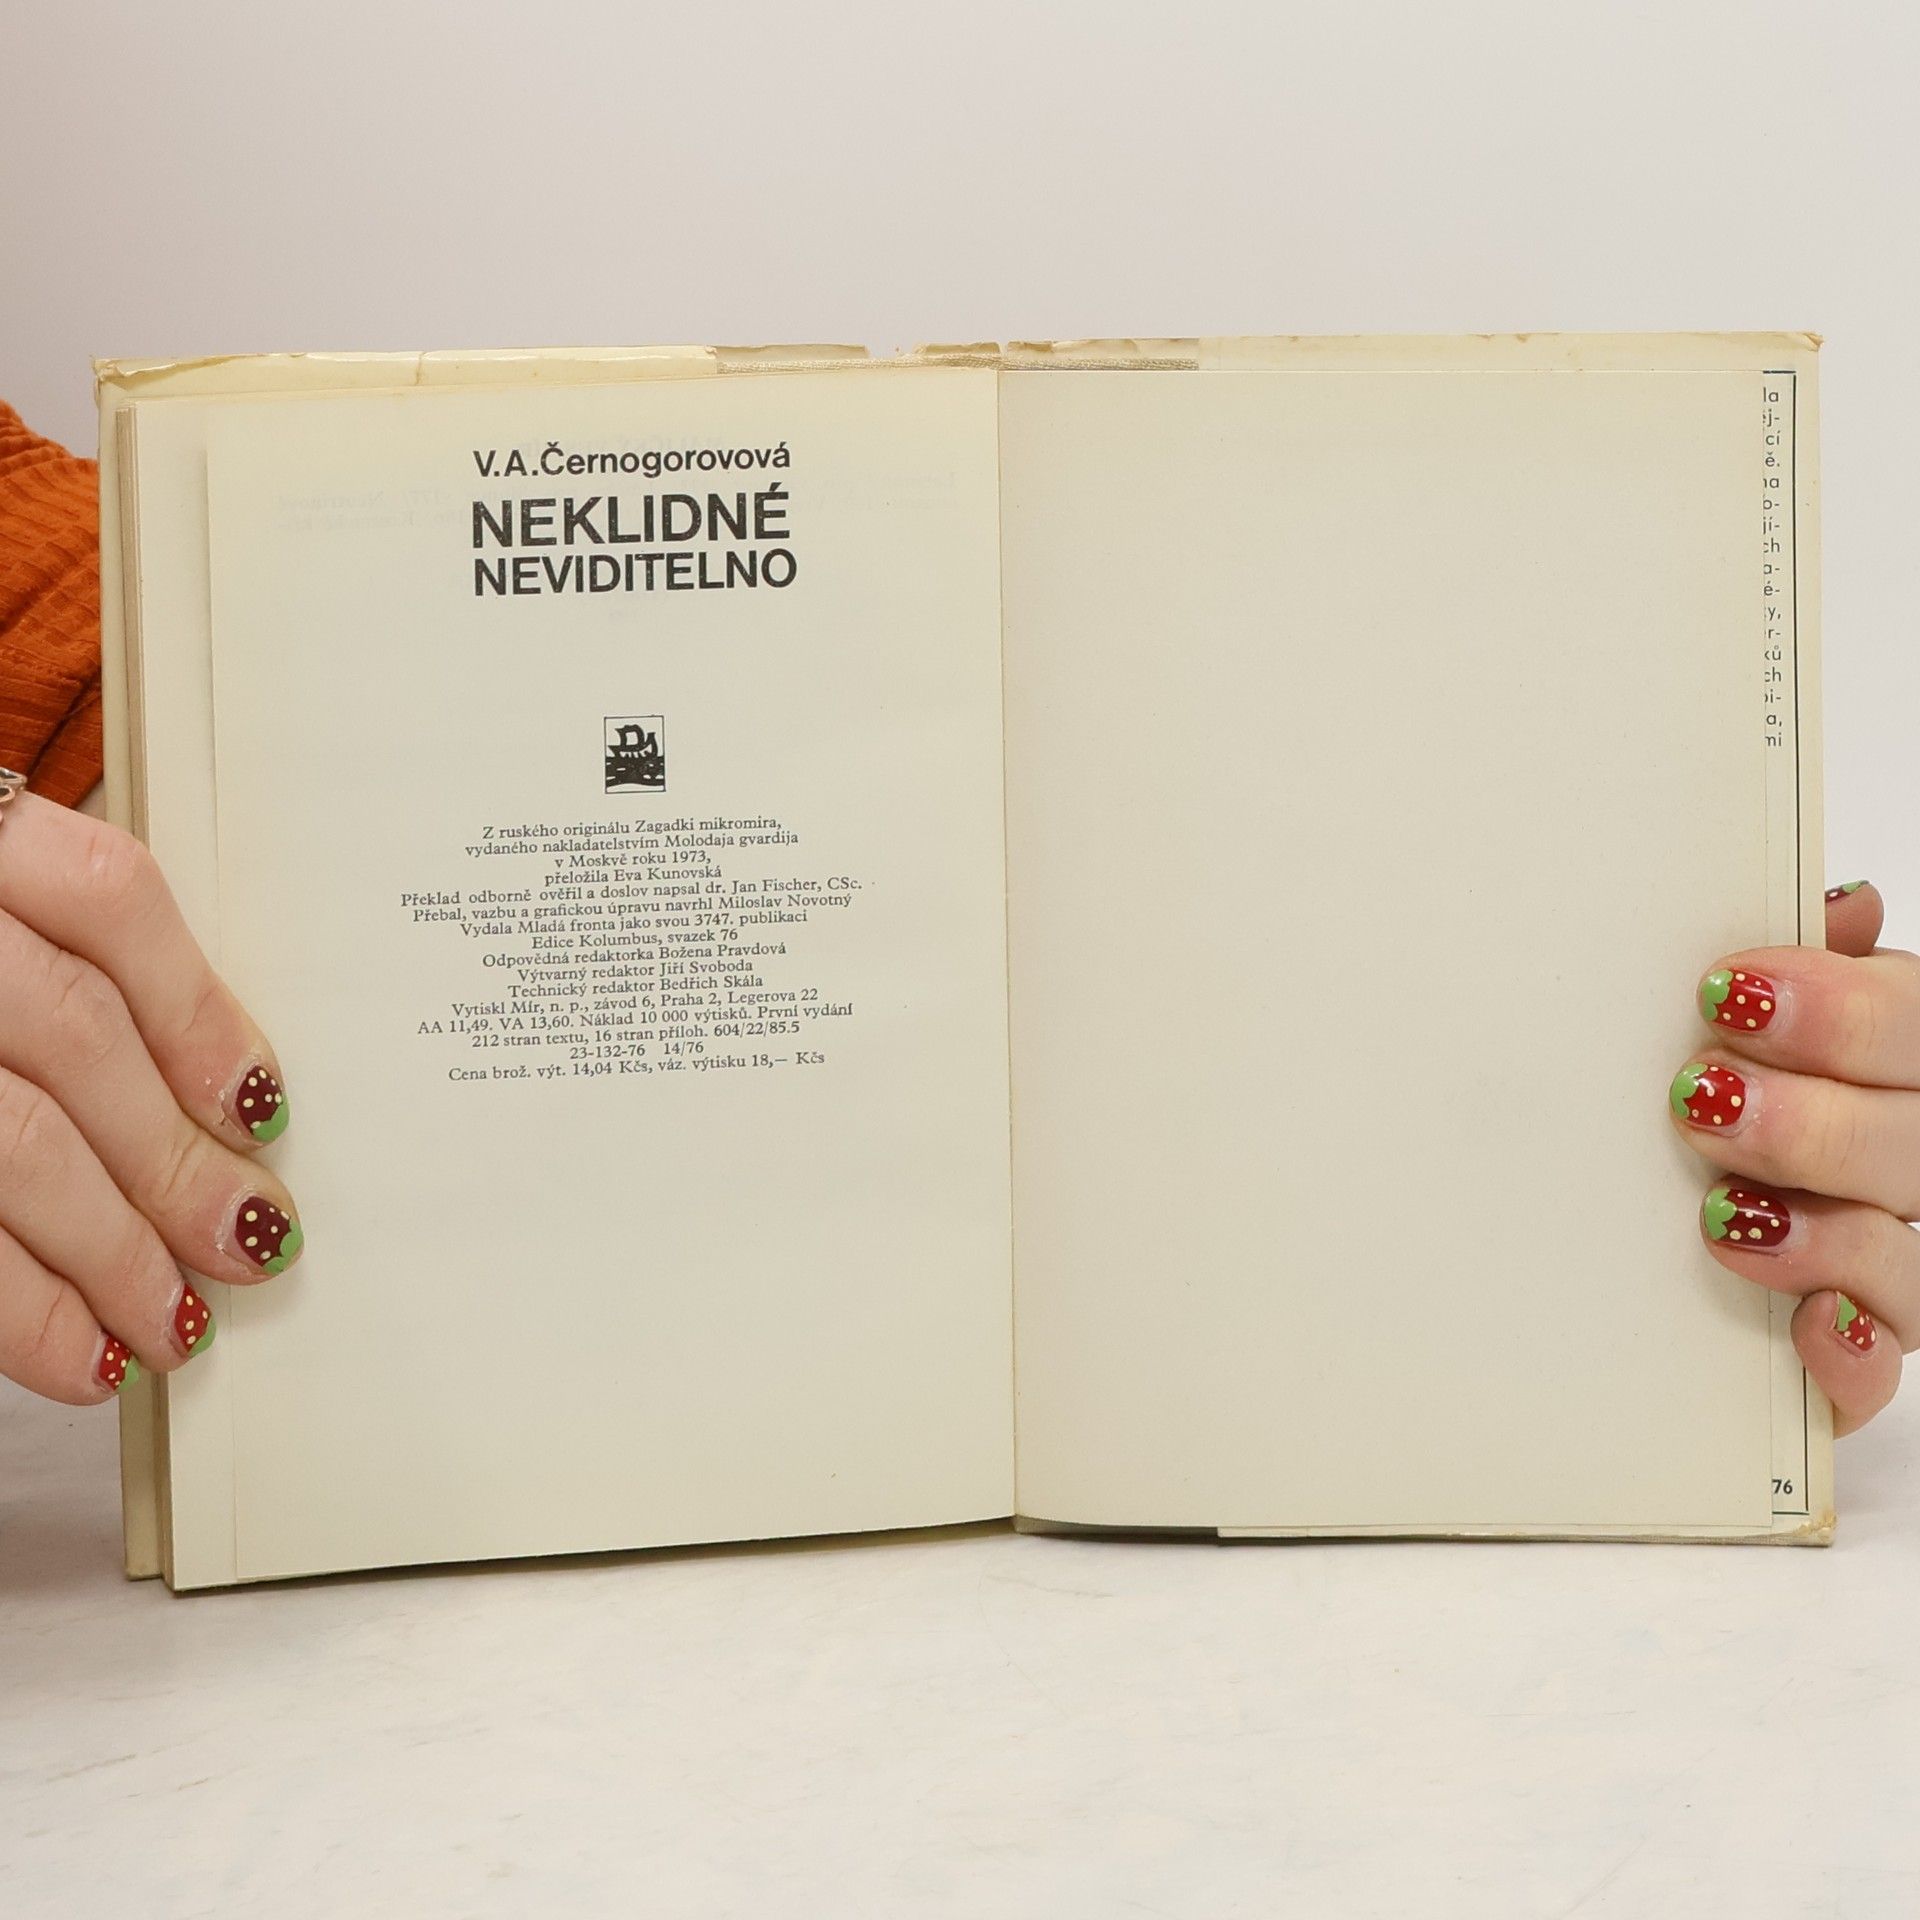 V.A.Černogorovová
NEKLIDNÉ
NEVIDITELNO
Z ruského originálu Zagadki mikromira,
vydaného nakladatelstvím Molodaja gvardija
v Moskvě roku 1973,
přeložila Eva Kunovská
Překlad odborně ověřil a doslov napsal dr. Jan Fischer, CSc.
Přebal, vazbu a grafickou úpravu navrhl Miloslav Novotný
Vydala Mladá fronta jako svou 3747. publikaci
Edice Kolumbus, svazek 76
Odpovědná redaktorka Božena Pravdová
Výtvarný redaktor Jiří Svoboda
Technický redaktor Bedřich Skála
Vytiskl Mír, n. p., závod 6, Praha 2, Legerova 22
AA 11,49. VA 13,60. Náklad 10 000 výtisků. První vydání
212 stran textu, 16 stran příloh. 604/22/85.5
23-132-76 14/76
Cena brož. výt. 14,04 Kčs, váz. výtisku 18,— Kčs
76